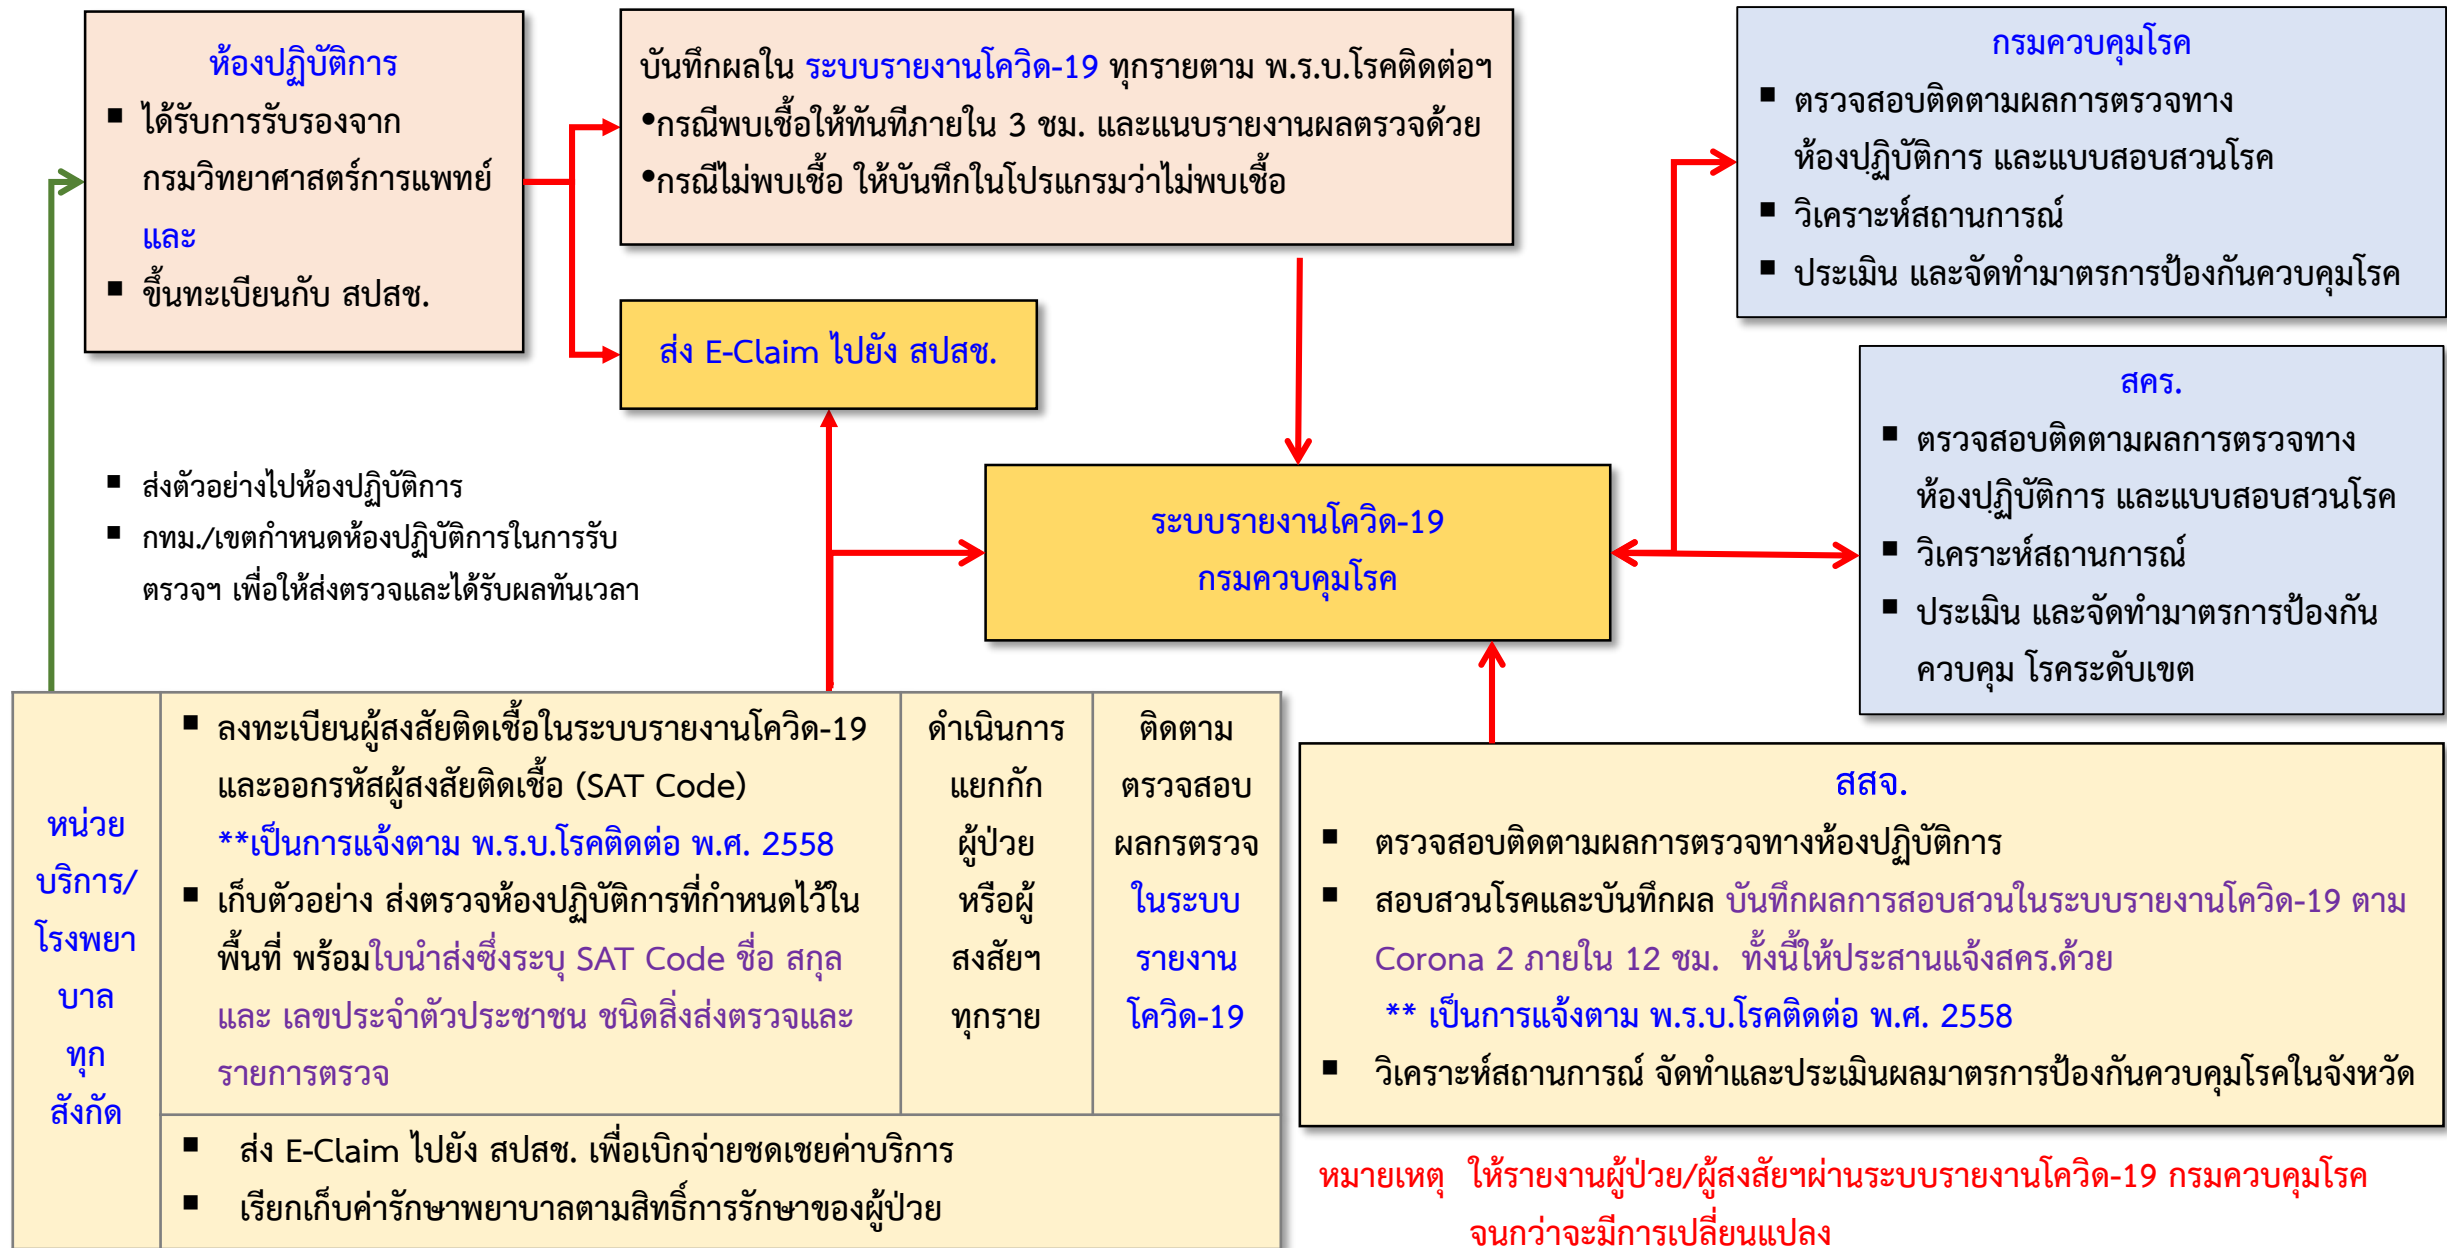 ห้องปฏิบัติการ
ได้รับการรับรองจาก
กรมวิทยาศาสตร์การแพทย์
และ
ขึ้นทะเบียนกับ สปสช.
บันทึกผลใน ระบบรายงานโควิด-19 ทุกรายตาม พ.ร.บ.โรคติดต่อฯ
•กรณีพบเชื้อให้ทันทีภายใน 3 ชม. และแนบรายงานผลตรวจด้วย
•กรณีไม่พบเชื้อ ให้บันทึกในโปรแกรมว่าไม่พบเชื้อ
ส่ง E-Claim ไปยัง สปสช.
กรมควบคุมโรค
ตรวจสอบติดตามผลการตรวจทาง
ห้องปฏิบัติการ และแบบสอบสวนโรค
วิเคราะห์สถานการณ์
ประเมิน และจัดทำมาตรการป้องกันควบคุมโรค
สคร.
ตรวจสอบติดตามผลการตรวจทาง
ห้องปฏิบัติการ และแบบสอบสวนโรค
วิเคราะห์สถานการณ์
ประเมิน และจัดทำมาตรการป้องกัน
ควบคุม โรคระดับเขต
ส่งตัวอย่างไปห้องปฏิบัติการ
กทม./เขตกำหนดห้องปฏิบัติการในการรับ
ตรวจฯ เพื่อให้ส่งตรวจและได้รับผลทันเวลา
ระบบรายงานโควิด-19
กรมควบคุมโรค
หน่วย
บริการ/
โรงพยา
บาล
ทุก
สังกัด
ลงทะเบียนผู้สงสัยติดเชื้อในระบบรายงานโควิด-19
และออกรหัสผู้สงสัยติดเชื้อ (SAT Code)
**เป็นการแจ้งตาม พ.ร.บ.โรคติดต่อ พ.ศ. 2558
เก็บตัวอย่าง ส่งตรวจห้องปฏิบัติการที่กำหนดไว้ใน
พื้นที่ พร้อมใบนำส่งซึ่งระบุ SAT Code ชื่อ สกุล
และ เลขประจำตัวประชาชน ชนิดสิ่งส่งตรวจและ
รายการตรวจ
ดำเนินการ
แยกกัก
ผู้ป่วย
หรือผู้
สงสัยฯ
ทุกราย
ติดตาม
ตรวจสอบ
ผลกรตรวจ
ในระบบ
รายงาน
โควิด-19
ส่ง E-Claim ไปยัง สปสช. เพื่อเบิกจ่ายชดเชยค่าบริการ
เรียกเก็บค่ารักษาพยาบาลตามสิทธิ์การรักษาของผู้ป่วย
สสจ.
ตรวจสอบติดตามผลการตรวจทางห้องปฏิบัติการ
สอบสวนโรคและบันทึกผล บันทึกผลการสอบสวนในระบบรายงานโควิด-19 ตาม
Corona 2 ภายใน 12 ชม. ทั้งนี้ให้ประสานแจ้งสคร.ด้วย
** เป็นการแจ้งตาม พ.ร.บ.โรคติดต่อ พ.ศ. 2558
วิเคราะห์สถานการณ์ จัดทำและประเมินผลมาตรการป้องกันควบคุมโรคในจังหวัด
หมายเหตุ ให้รายงานผู้ป่วย/ผู้สงสัยฯผ่านระบบรายงานโควิด-19 กรมควบคุมโรค
จนกว่าจะมีการเปลี่ยนแปลง